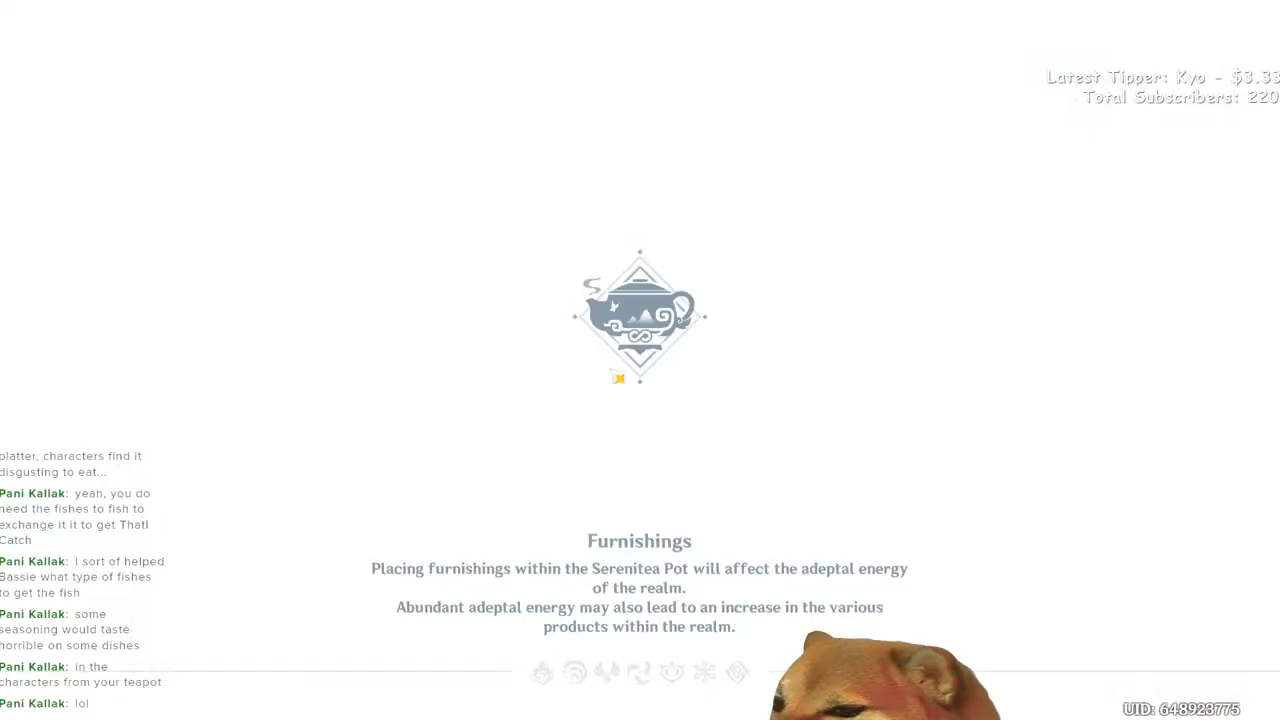 Latest Tipper: Kyo - $3.33
Total Subscribers: 220
platter, characters find it
disgusting to eat...
Pani Kallak: yeah, you do
need the fishes to fish to
exchange it it to get Thatl
Catch
Pani Kallak: I sort of helped
Bassie what type of fishes
to get the fish
Pani Kallak: some
seasoning would taste
horrible on some dishes
Pani Kallak: in the
characters from your teapot
Pani Kallak: lol
Furnishings
Placing furnishings within the Serenitea Pot will affect the adeptal energy
of the realm.
Abundant adeptal energy may also lead to an increase in the various
products within the realm.
UID: 648923775